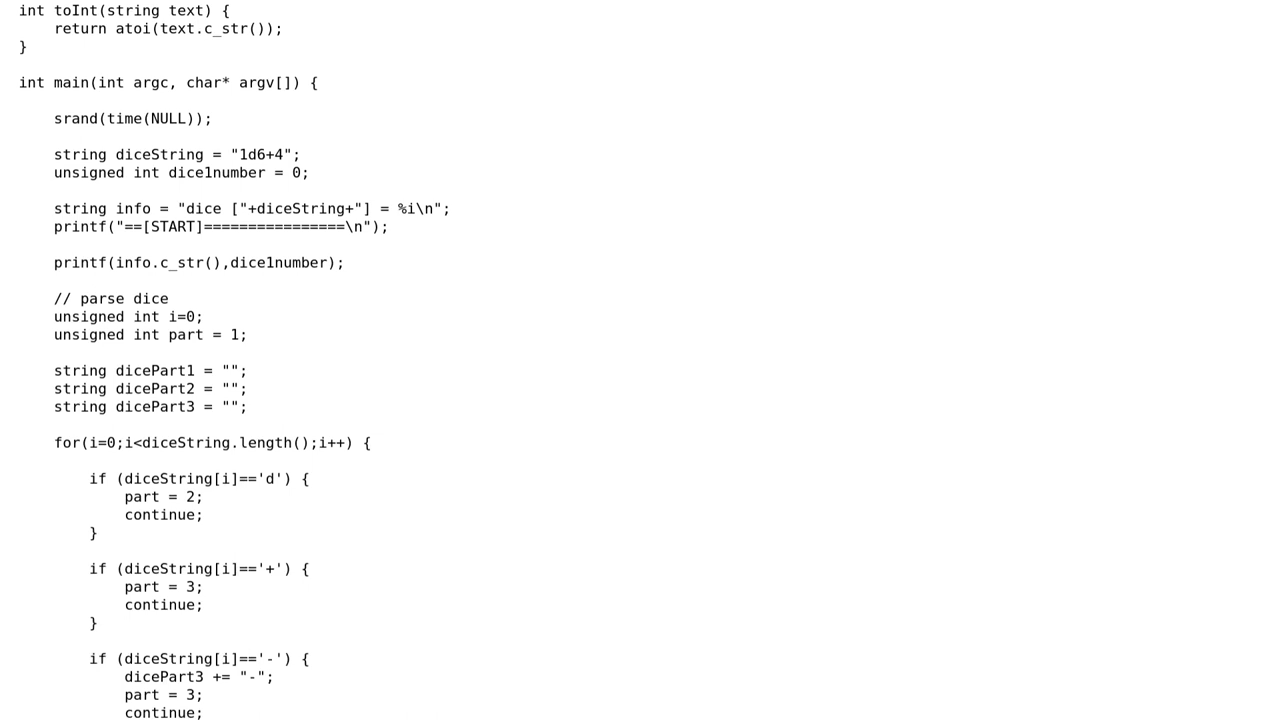 int toInt(string text) {
    return atoi(text.c_str());
}

int main(int argc, char* argv[]) {

    srand(time(NULL));

    string diceString = "1d6+4";
    unsigned int dice1number = 0;

    string info = "dice ["+diceString+"] = %i\n";
    printf("==[START]================\n");

    printf(info.c_str(),dice1number);

    // parse dice
    unsigned int i=0;
    unsigned int part = 1;

    string dicePart1 = "";
    string dicePart2 = "";
    string dicePart3 = "";

    for(i=0;i<diceString.length();i++) {

        if (diceString[i]=='d') {
            part = 2;
            continue;
        }

        if (diceString[i]=='+') {
            part = 3;
            continue;
        }

        if (diceString[i]=='-') {
            dicePart3 += "-";
            part = 3;
            continue;